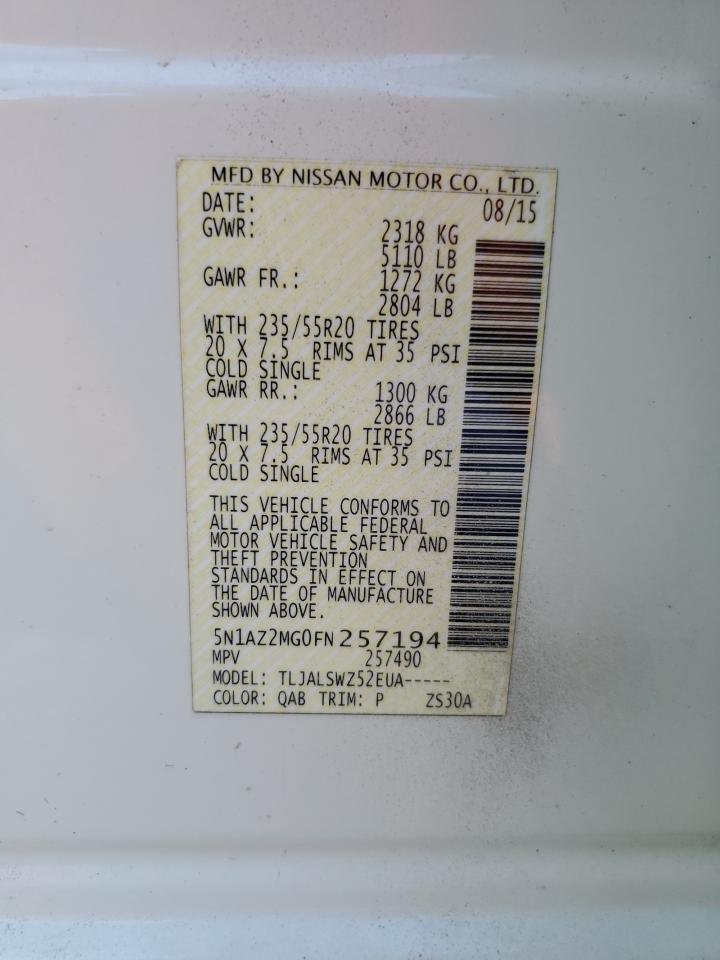 MFD BY NISSAN MOTOR CO., LTD.
DATE: 08/15
GVWR: 2318 KG
5110 LB
GAWR FR.: 1272 KG
2804 LB
WITH 235/55R20 TIRES
20 X 7.5 RIMS AT 35 PSI
COLD SINGLE
GAWR RR.: 1300 KG
2866 LB
WITH 235/55R20 TIRES
20 X 7.5 RIMS AT 35 PSI
COLD SINGLE
THIS VEHICLE CONFORMS TO
ALL APPLICABLE FEDERAL
MOTOR VEHICLE SAFETY AND
THEFT PREVENTION
STANDARDS IN EFFECT ON
THE DATE OF MANUFACTURE
SHOWN ABOVE.
5N1AZ2MG0FN257194
MPV 257490
MODEL: TLJALSWZ52EUA-----
COLOR: QAB TRIM: P ZS30A